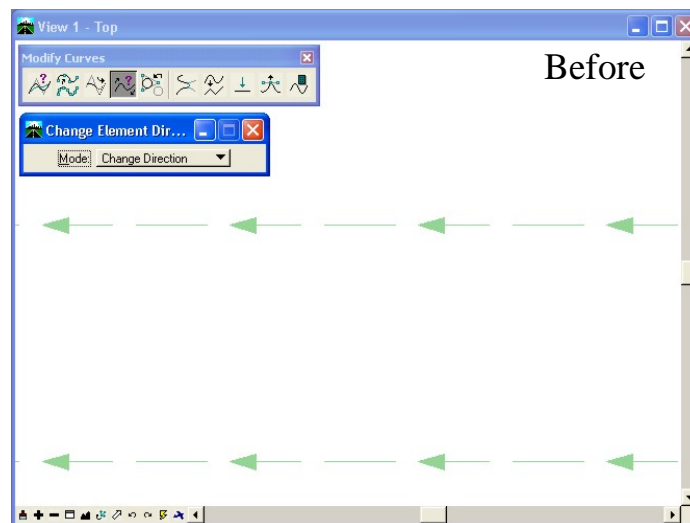 View 1 - Top
Before
Modify Curves
Change Element Dir...
Mode: Change Direction